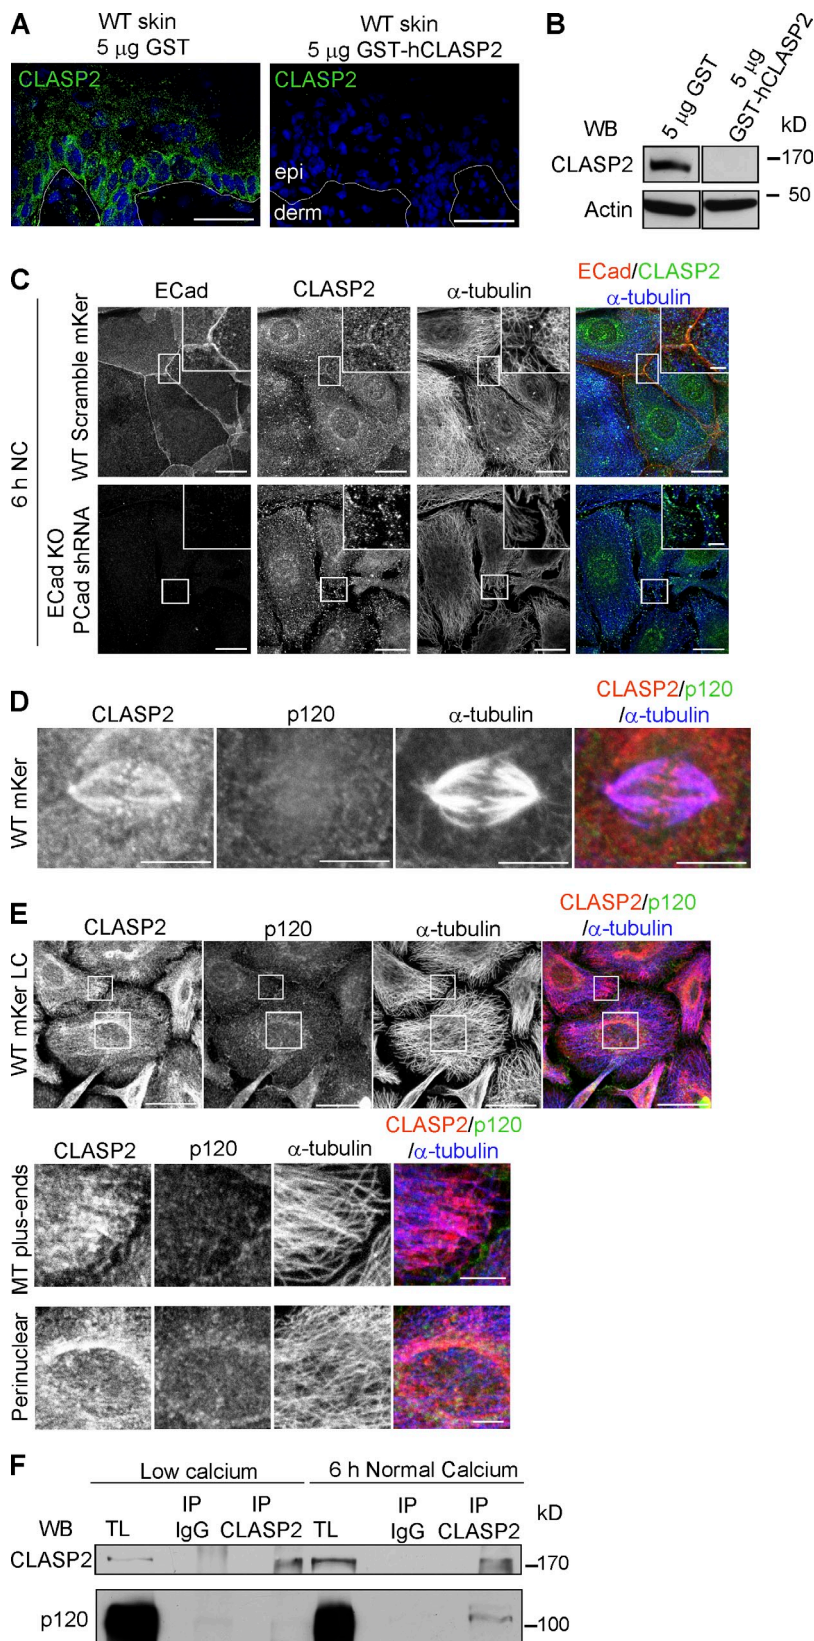 A
WT skin
5 μg GST
WT skin
5 μg GST-hCLASP2
CLASP2
CLASP2
epi
derm
B
5 μg GST
5 μg
GST-hCLASP2
WB
kD
CLASP2
170
Actin
50
C
ECad
CLASP2
α-tubulin
ECad/CLASP2
α-tubulin
6 h NC
WT Scramble mKer
ECad KO
PCad shRNA
D
CLASP2
p120
α-tubulin
CLASP2/p120
/α-tubulin
WT mKer
E
CLASP2
p120
α-tubulin
CLASP2/p120
/α-tubulin
WT mKer LC
CLASP2
p120
α-tubulin
CLASP2/p120
/α-tubulin
MT plus-ends
Perinuclear
F
Low calcium
6 h Normal Calcium
WB
TL
IP
IgG
IP
CLASP2
TL
IP
IgG
IP
CLASP2
kD
CLASP2
170
p120
100